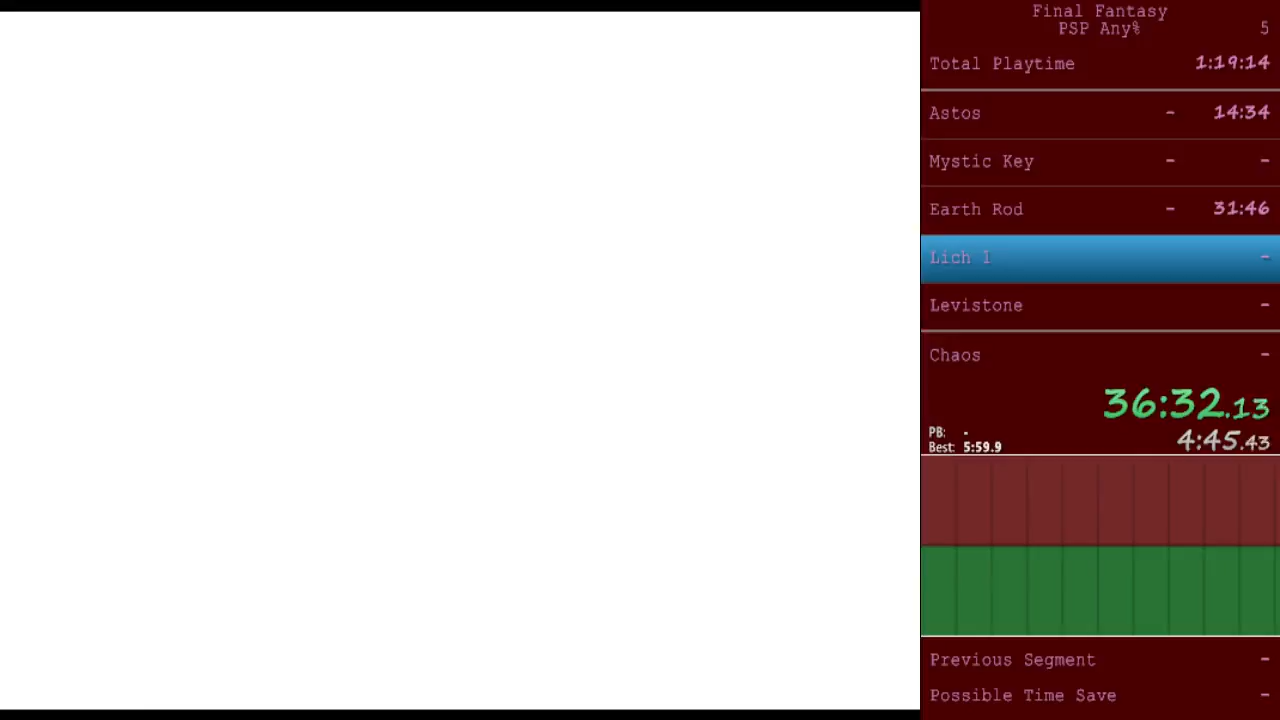 Final Fantasy
PSP Any%
5
Total Playtime 1:19:14
Astos - 14:34
Mystic Key - -
Earth Rod - 31:46
Lich 1 -
Levistone -
Chaos -
36:32.13
PB: -
4:45.43
Best: 5:59.9
Previous Segment -
Possible Time Save -